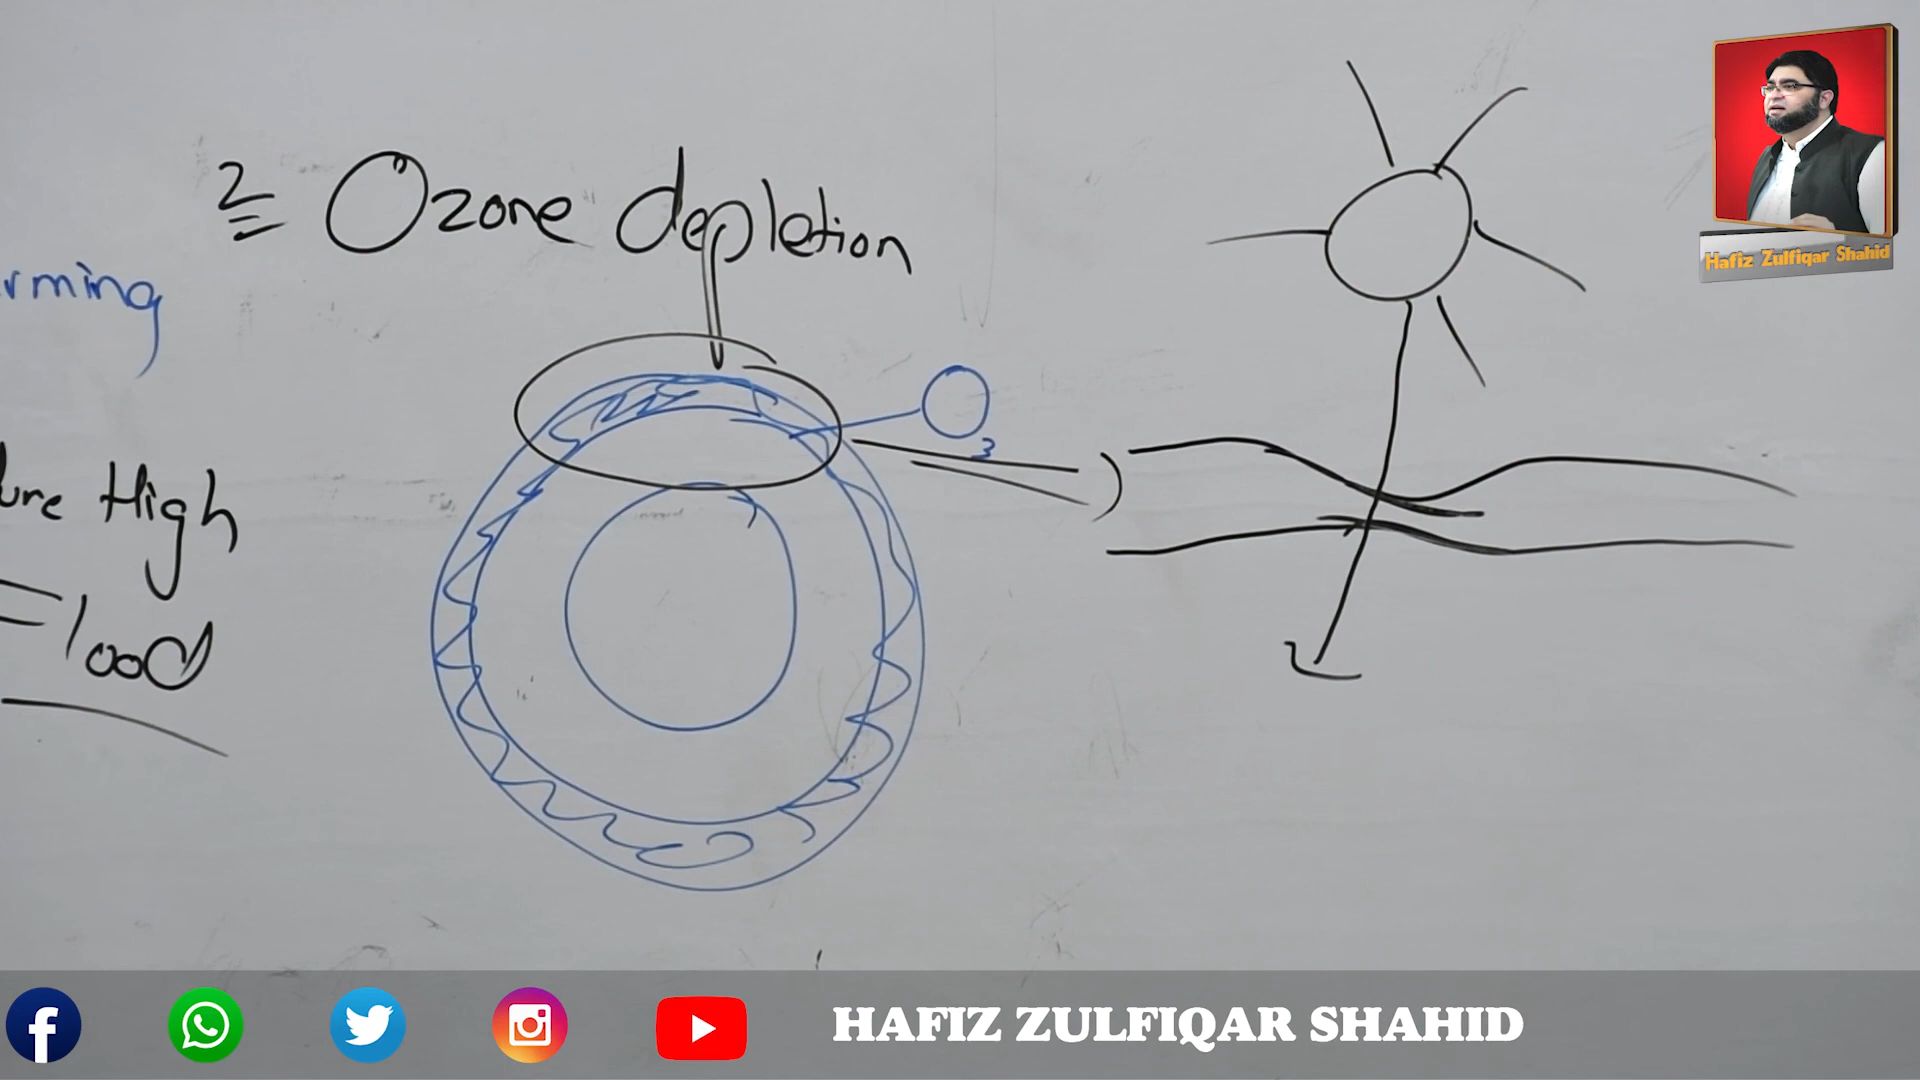 2 Ozone depletion
rming
O3
ure High
Flood
Hafiz Zulfiqar Shahid
HAFIZ ZULFIQAR SHAHID